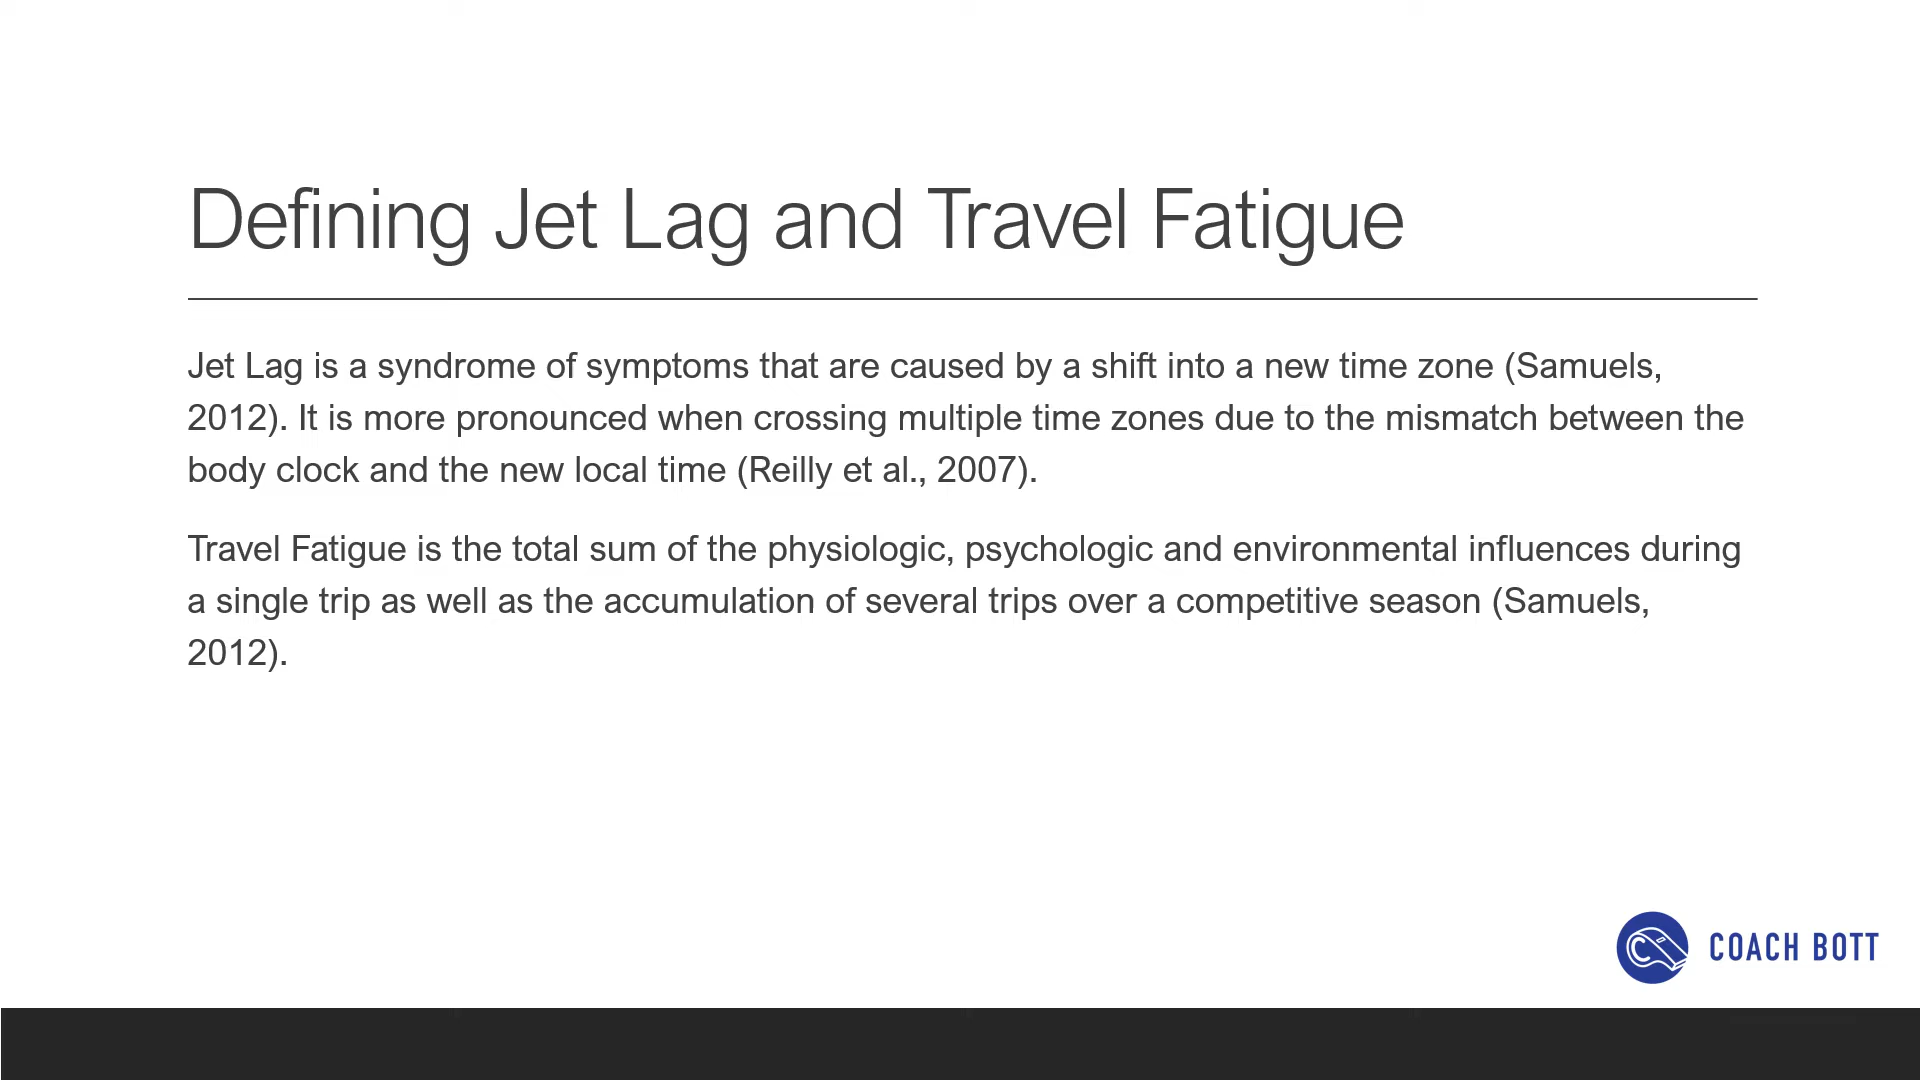 Defining Jet Lag and Travel Fatigue
Jet Lag is a syndrome of symptoms that are caused by a shift into a new time zone (Samuels,
2012). It is more pronounced when crossing multiple time zones due to the mismatch between the
body clock and the new local time (Reilly et al., 2007).
Travel Fatigue is the total sum of the physiologic, psychologic and environmental influences during
a single trip as well as the accumulation of several trips over a competitive season (Samuels,
2012).
COACH BOTT